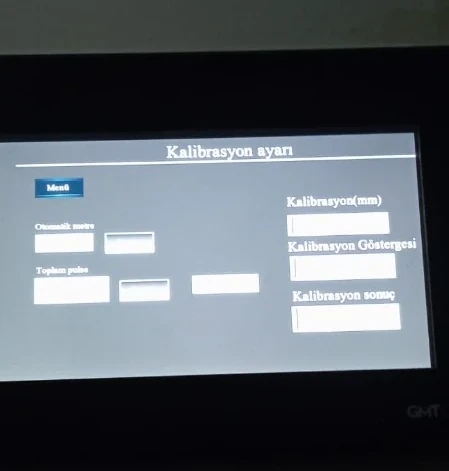 Kalibrasyon ayarı
Menü
Otomatik metre
Toplam pulse
Kalibrasyon(mm)
Kalibrasyon Göstergesi
Kalibrasyon sonuç
GMT